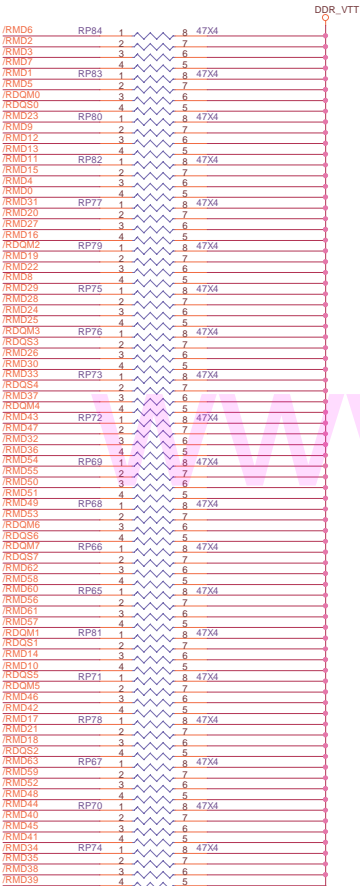 DDR_VTT
/RMD6 RP84 1 8 47X4
/RMD2 2 7
/RMD3 3 6
/RMD7 4 5
/RMD1 RP83 1 8 47X4
/RMD5 2 7
/RDQM0 3 6
/RDQS0 4 5
/RMD23 RP80 1 8 47X4
/RMD9 2 7
/RMD12 3 6
/RMD13 4 5
/RMD11 RP82 1 8 47X4
/RMD15 2 7
/RMD4 3 6
/RMD0 4 5
/RMD31 RP77 1 8 47X4
/RMD20 2 7
/RMD27 3 6
/RMD16 4 5
/RDQM2 RP79 1 8 47X4
/RMD19 2 7
/RMD22 3 6
/RMD8 4 5
/RMD29 RP75 1 8 47X4
/RMD28 2 7
/RMD24 3 6
/RMD25 4 5
/RDQM3 RP76 1 8 47X4
/RDQS3 2 7
/RMD26 3 6
/RMD30 4 5
/RMD33 RP73 1 8 47X4
/RDQS4 2 7
/RMD37 3 6
/RDQM4 4 5
/RMD43 RP72 1 8 47X4
/RMD47 2 7
/RMD32 3 6
/RMD36 4 5
/RMD54 RP69 1 8 47X4
/RMD55 2 7
/RMD50 3 6
/RMD51 4 5
/RMD49 RP68 1 8 47X4
/RMD53 2 7
/RDQM6 3 6
/RDQS6 4 5
/RDQM7 RP66 1 8 47X4
/RDQS7 2 7
/RMD62 3 6
/RMD58 4 5
/RMD60 RP65 1 8 47X4
/RMD56 2 7
/RMD61 3 6
/RMD57 4 5
/RDQM1 RP81 1 8 47X4
/RDQS1 2 7
/RMD14 3 6
/RMD10 4 5
/RDQS5 RP71 1 8 47X4
/RDQM5 2 7
/RMD46 3 6
/RMD42 4 5
/RMD17 RP78 1 8 47X4
/RMD21 2 7
/RMD18 3 6
/RDQS2 4 5
/RMD63 RP67 1 8 47X4
/RMD59 2 7
/RMD52 3 6
/RMD48 4 5
/RMD44 RP70 1 8 47X4
/RMD40 2 7
/RMD45 3 6
/RMD41 4 5
/RMD34 RP74 1 8 47X4
/RMD35 2 7
/RMD38 3 6
/RMD39 4 5